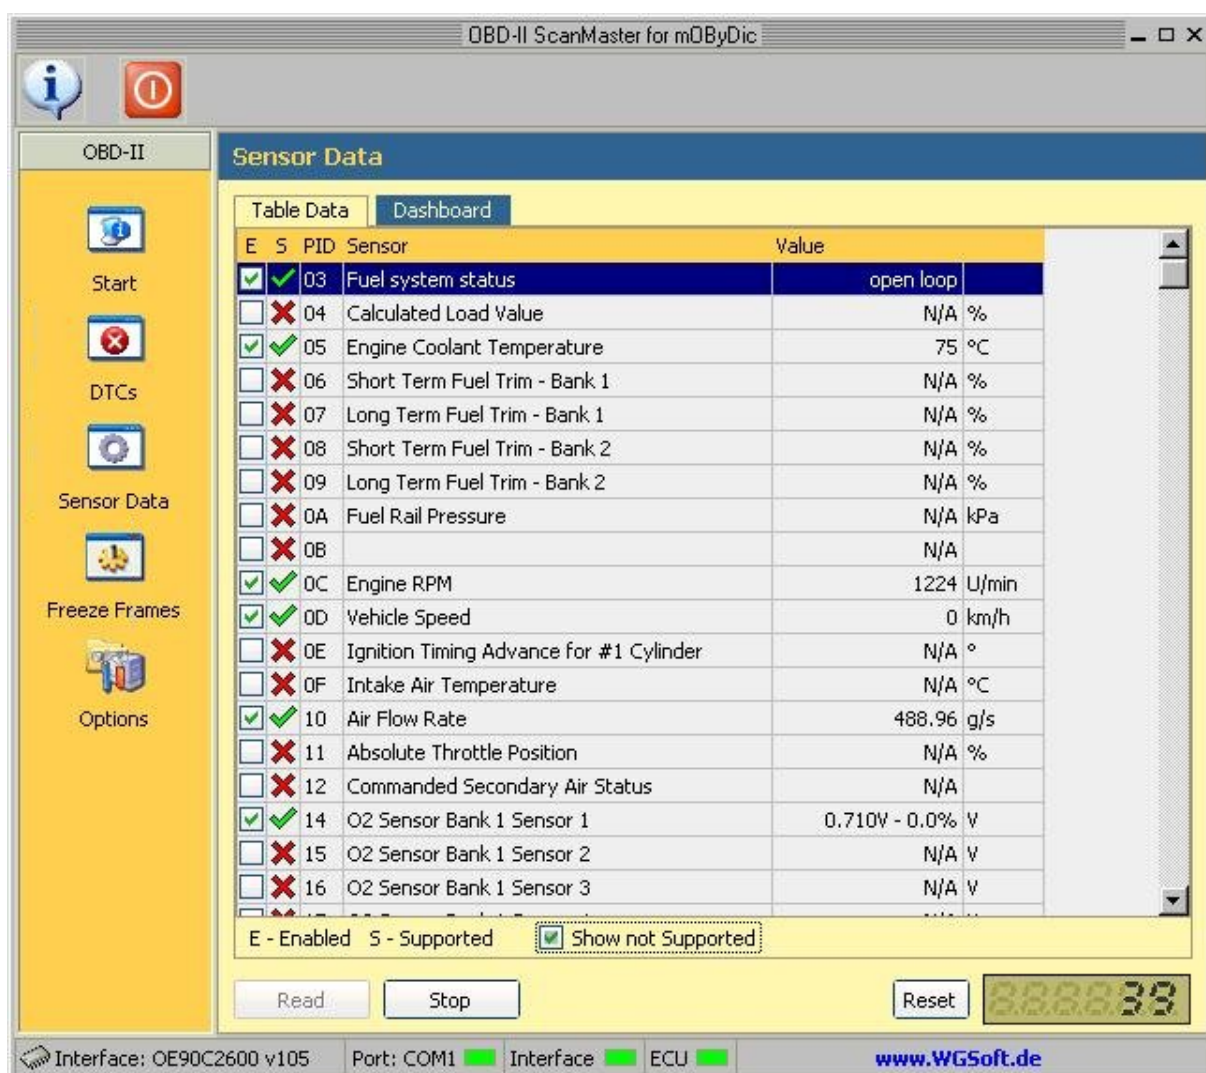 OBD-II ScanMaster for mOByDic
OBD-II
Sensor Data
Start
DTCs
Sensor Data
Freeze Frames
Options
Table Data Dashboard
E S PID Sensor Value
03 Fuel system status open loop
04 Calculated Load Value N/A %
05 Engine Coolant Temperature 75 °C
06 Short Term Fuel Trim - Bank 1 N/A %
07 Long Term Fuel Trim - Bank 1 N/A %
08 Short Term Fuel Trim - Bank 2 N/A %
09 Long Term Fuel Trim - Bank 2 N/A %
0A Fuel Rail Pressure N/A kPa
0B N/A
0C Engine RPM 1224 U/min
0D Vehicle Speed 0 km/h
0E Ignition Timing Advance for #1 Cylinder N/A °
0F Intake Air Temperature N/A °C
10 Air Flow Rate 488.96 g/s
11 Absolute Throttle Position N/A %
12 Commanded Secondary Air Status N/A
14 O2 Sensor Bank 1 Sensor 1 0.710V - 0.0% V
15 O2 Sensor Bank 1 Sensor 2 N/A V
16 O2 Sensor Bank 1 Sensor 3 N/A V
E - Enabled S - Supported Show not Supported
Read Stop Reset 39
Interface: OE90C2600 v105 Port: COM1 Interface ECU www.WGSoft.de